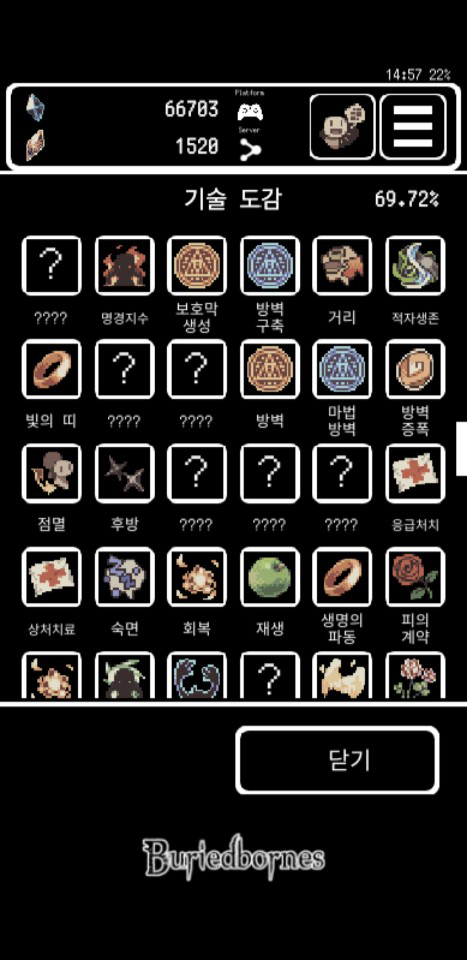 14:57 22%
Platform
66703
Server
1520
기술 도감 69.72%
????
명경지수
보호막
생성
방벽
구축
거리
적자생존
빛의 띠
????
????
방벽
마법
방벽
방벽
증폭
점멸
후방
????
????
????
응급처치
상처치료
숙면
회복
재생
생명의
파동
피의
계약
닫기
Buriedbornes